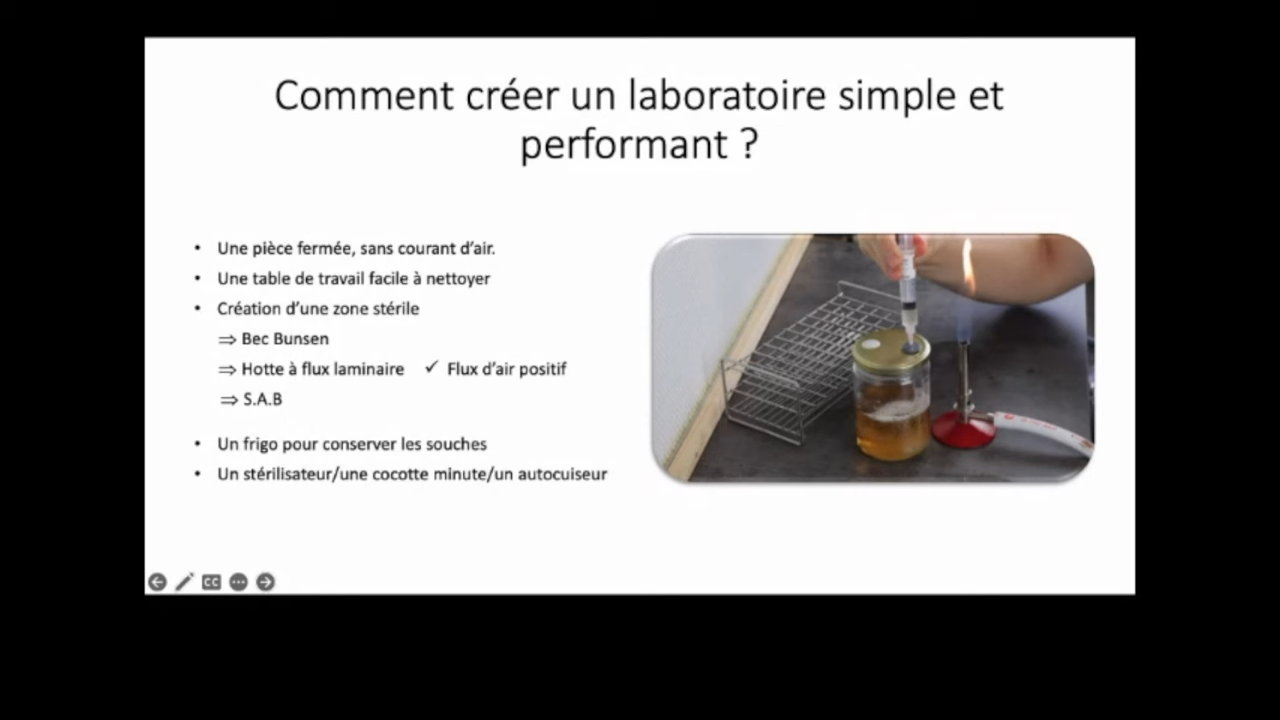 Comment créer un laboratoire simple et
performant ?
• Une pièce fermée, sans courant d’air.
• Une table de travail facile à nettoyer
• Création d’une zone stérile
⇒ Bec Bunsen
⇒ Hotte à flux laminaire ✓ Flux d’air positif
⇒ S.A.B
• Un frigo pour conserver les souches
• Un stérilisateur/une cocotte minute/un autocuiseur
CC